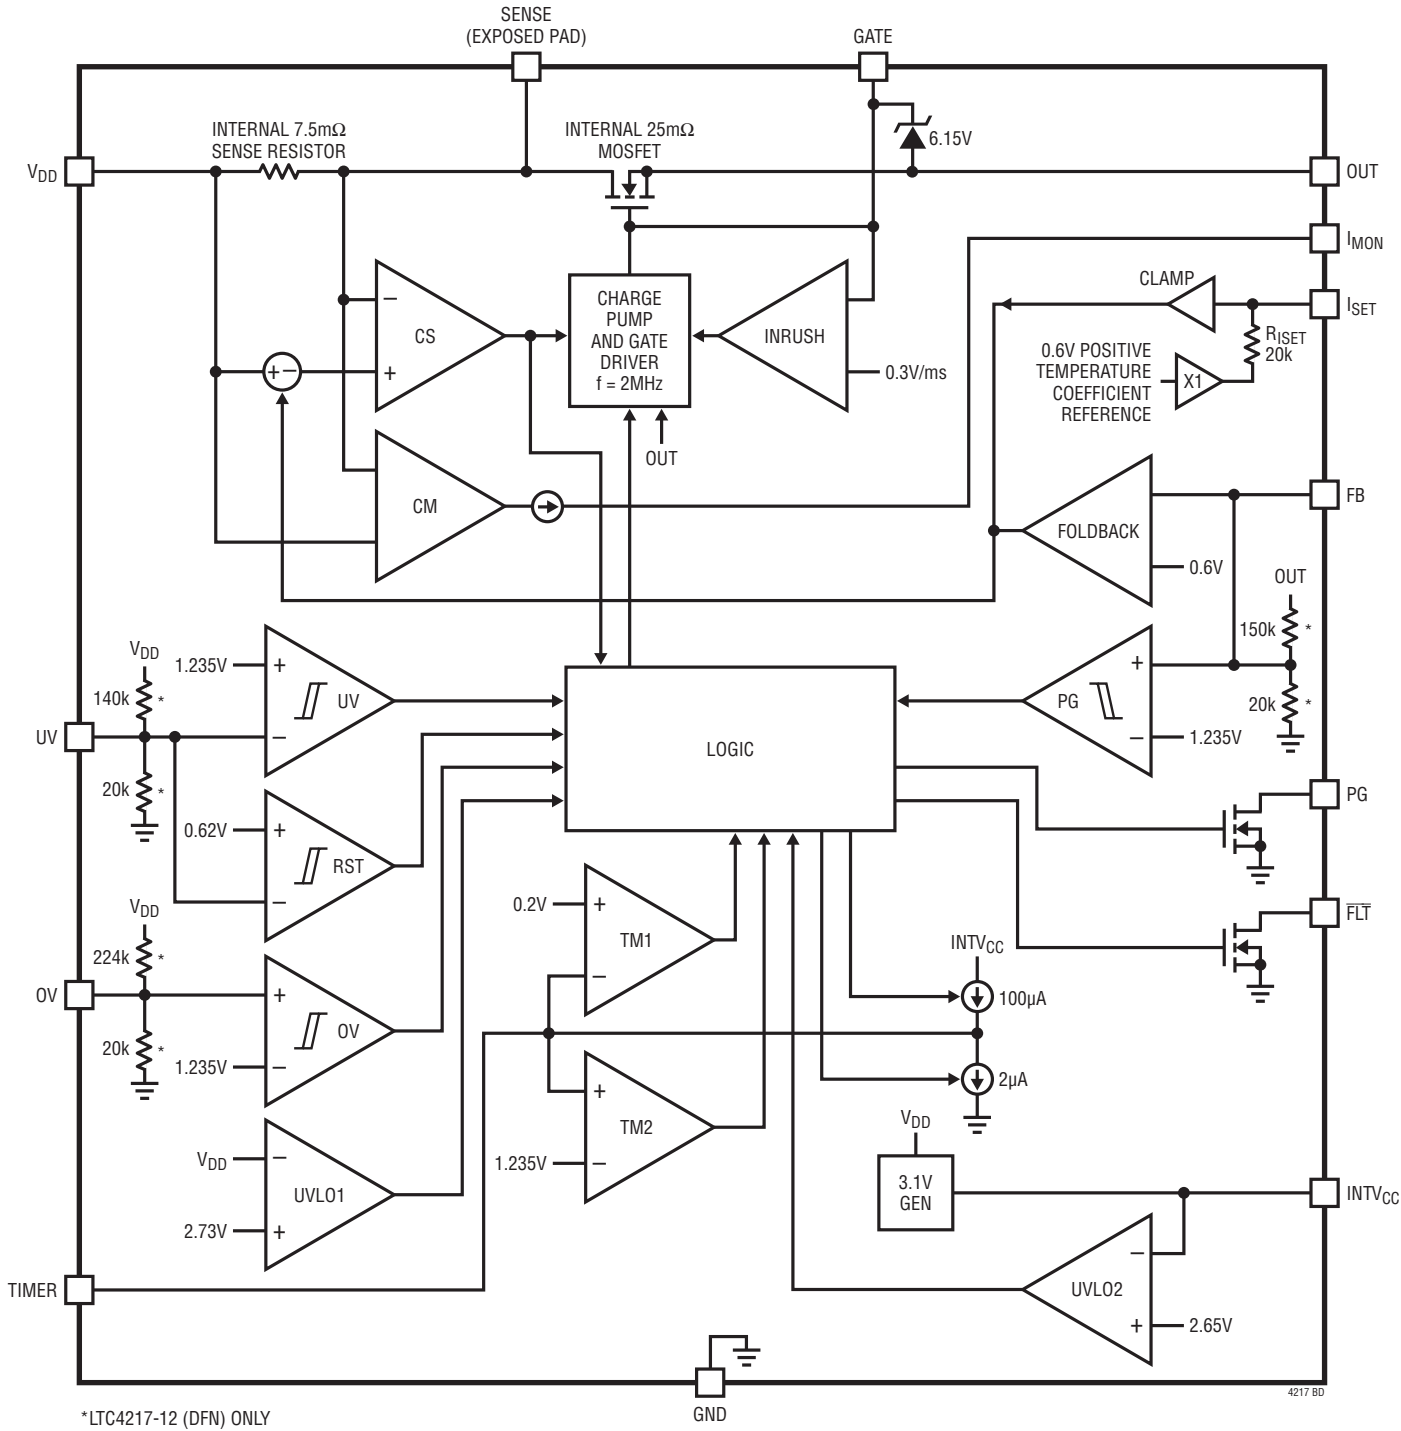 SENSE
(EXPOSED PAD)
GATE
INTERNAL 7.5mΩ
SENSE RESISTOR
INTERNAL 25mΩ
MOSFET
6.15V
VDD
OUT
IMON
CLAMP
ISET
RISET
20k
0.6V POSITIVE
TEMPERATURE
COEFFICIENT
REFERENCE
X1
CS
−
+
+−
CHARGE
PUMP
AND GATE
DRIVER
f = 2MHz
INRUSH
0.3V/ms
OUT
CM
FOLDBACK
FB
0.6V
OUT
150k *
20k *
VDD
140k *
UV
20k *
1.235V
+
UV
−
LOGIC
+
PG
−
1.235V
PG
0.62V
+
RST
−
FLT
VDD
224k *
OV
20k *
+
OV
1.235V
−
0.2V
+
TM1
−
INTVCC
100µA
2µA
+
TM2
1.235V
−
VDD
−
UVLO1
2.73V
+
VDD
3.1V
GEN
INTVCC
−
UVLO2
+
2.65V
TIMER
GND
4217 BD
*LTC4217-12 (DFN) ONLY